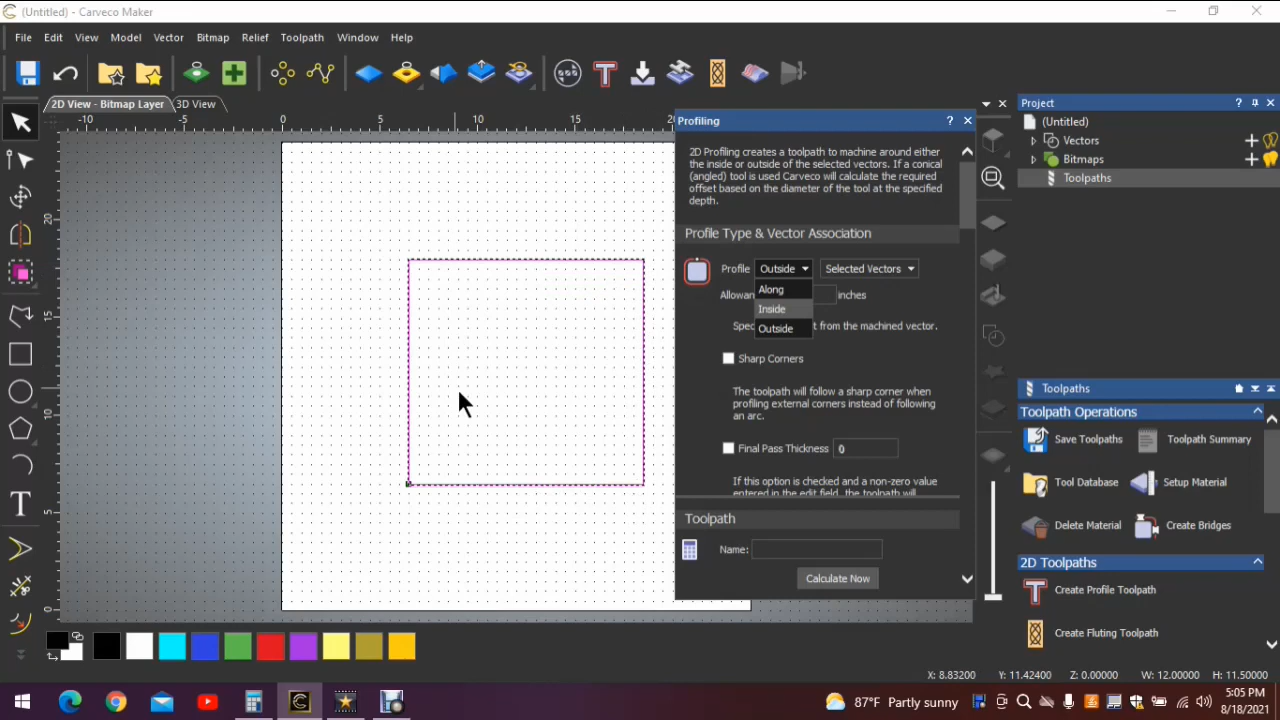 (Untitled) - Carveco Maker
File Edit View Model Vector Bitmap Relief Toolpath Window Help
2D View - Bitmap Layer 3D View
-10 -5 0 5 10 15
20
15
10
5
0
Profiling
2D Profiling creates a toolpath to machine around either
the inside or outside of the selected vectors. If a conical
(angled) tool is used Carveco will calculate the required
offset based on the diameter of the tool at the specified
depth.
Profile Type & Vector Association
Profile Outside Selected Vectors
Along
Inside
Outside
inches
from the machined vector.
Sharp Corners
The toolpath will follow a sharp corner when
profiling external corners instead of following
an arc.
Final Pass Thickness 0
If this option is checked and a non-zero value
entered in the edit field, the toolpath will
Toolpath
Name:
Calculate Now
Project
(Untitled)
Vectors
Bitmaps
Toolpaths
Toolpaths
Toolpath Operations
Save Toolpaths Toolpath Summary
Tool Database Setup Material
Delete Material Create Bridges
2D Toolpaths
Create Profile Toolpath
Create Fluting Toolpath
X: 8.83200 Y: 11.42400 Z: 0.00000 W: 12.00000 H: 11.50000
87°F Partly sunny
5:05 PM
8/18/2021